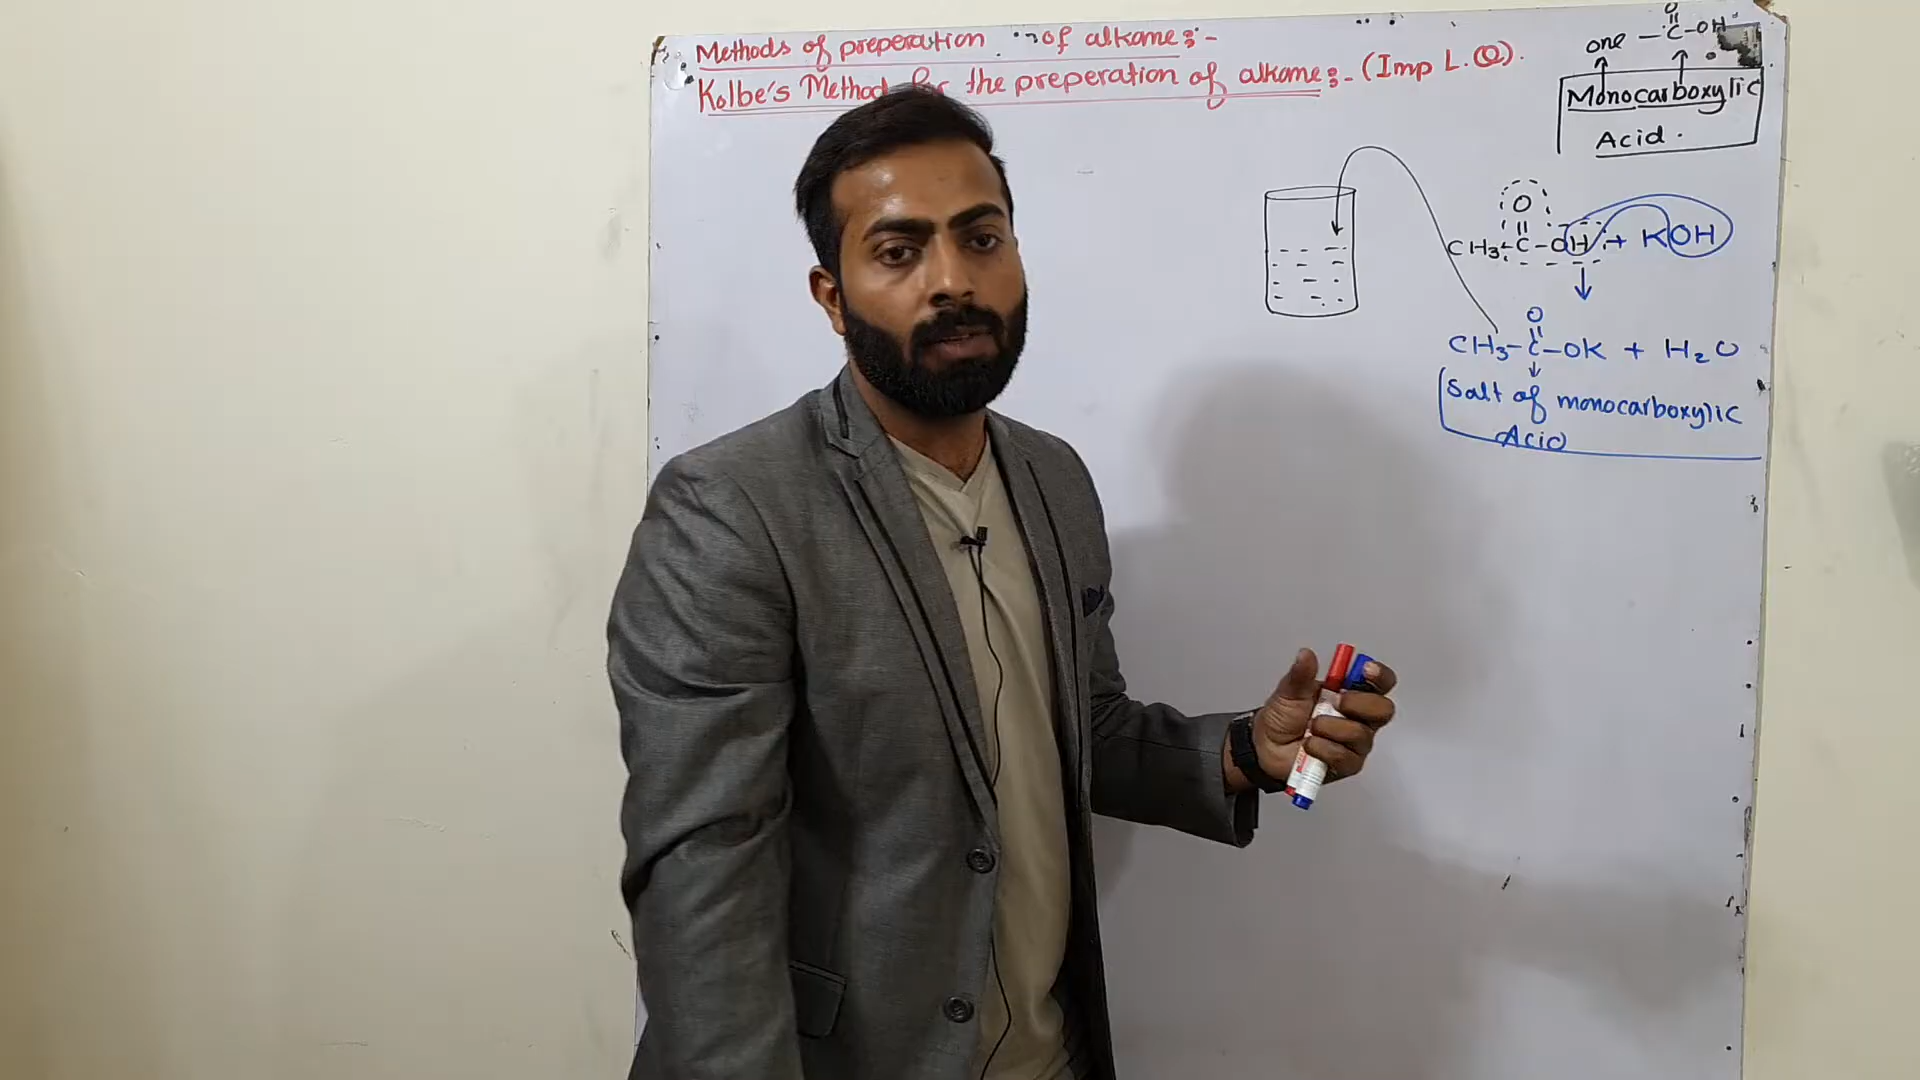 Methods of preperation of alkane :-
Kolbe's Method for the preperation of alkane :- (Imp L.Q).
O
one - C - OH
Monocarboxylic
Acid.
O
CH₃ - C - OH + KOH
O
CH₃ - C - OK + H₂O
Salt of monocarboxylic
Acid